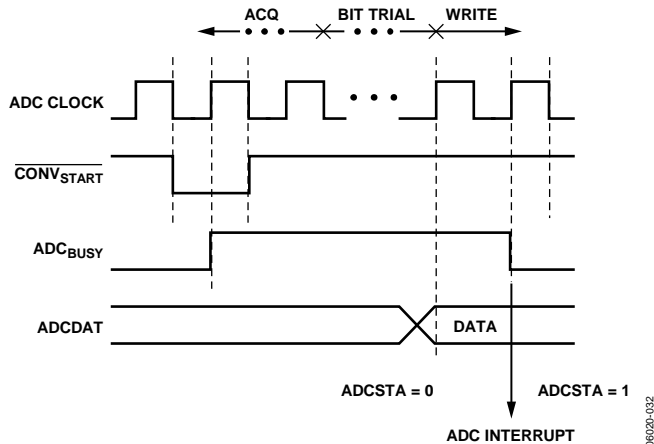 ACQ BIT TRIAL WRITE
ADC CLOCK
CONVSTART
ADCBUSY
ADCDAT
DATA
ADCSTA = 0 ADCSTA = 1
ADC INTERRUPT
06020-032